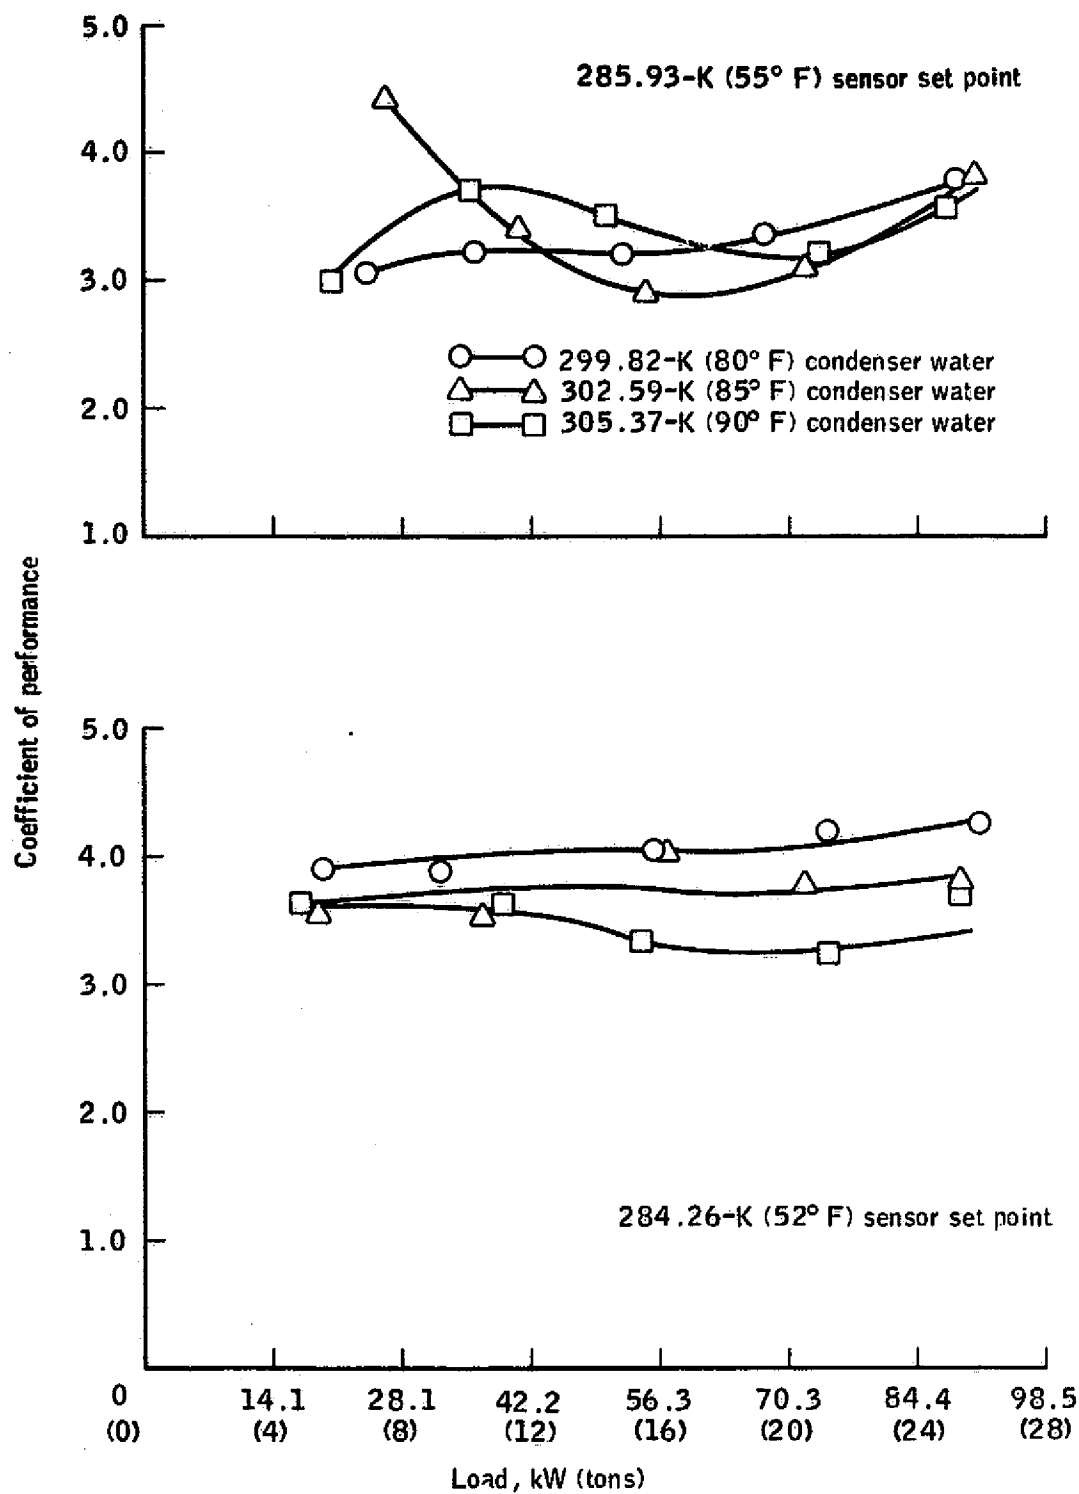 5.0
285.93-K (55° F) sensor set point
4.0
3.0
299.82-K (80° F) condenser water
302.59-K (85° F) condenser water
2.0
305.37-K (90° F) condenser water
1.0
Coefficient of performance
5.0
4.0
3.0
2.0
284.26-K (52° F) sensor set point
1.0
0 14.1 28.1 42.2 56.3 70.3 84.4 98.5
(0) (4) (8) (12) (16) (20) (24) (28)
Load, kW (tons)